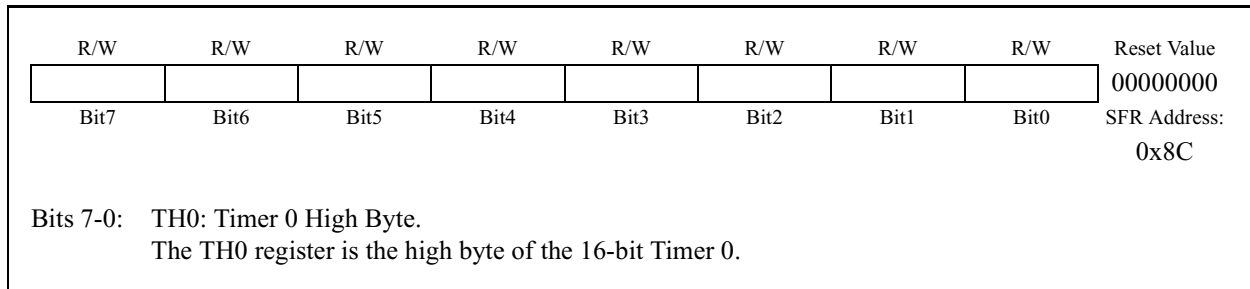 R/W R/W R/W R/W R/W R/W R/W R/W Reset Value
00000000
Bit7 Bit6 Bit5 Bit4 Bit3 Bit2 Bit1 Bit0 SFR Address:
0x8C
Bits 7-0: TH0: Timer 0 High Byte.
The TH0 register is the high byte of the 16-bit Timer 0.